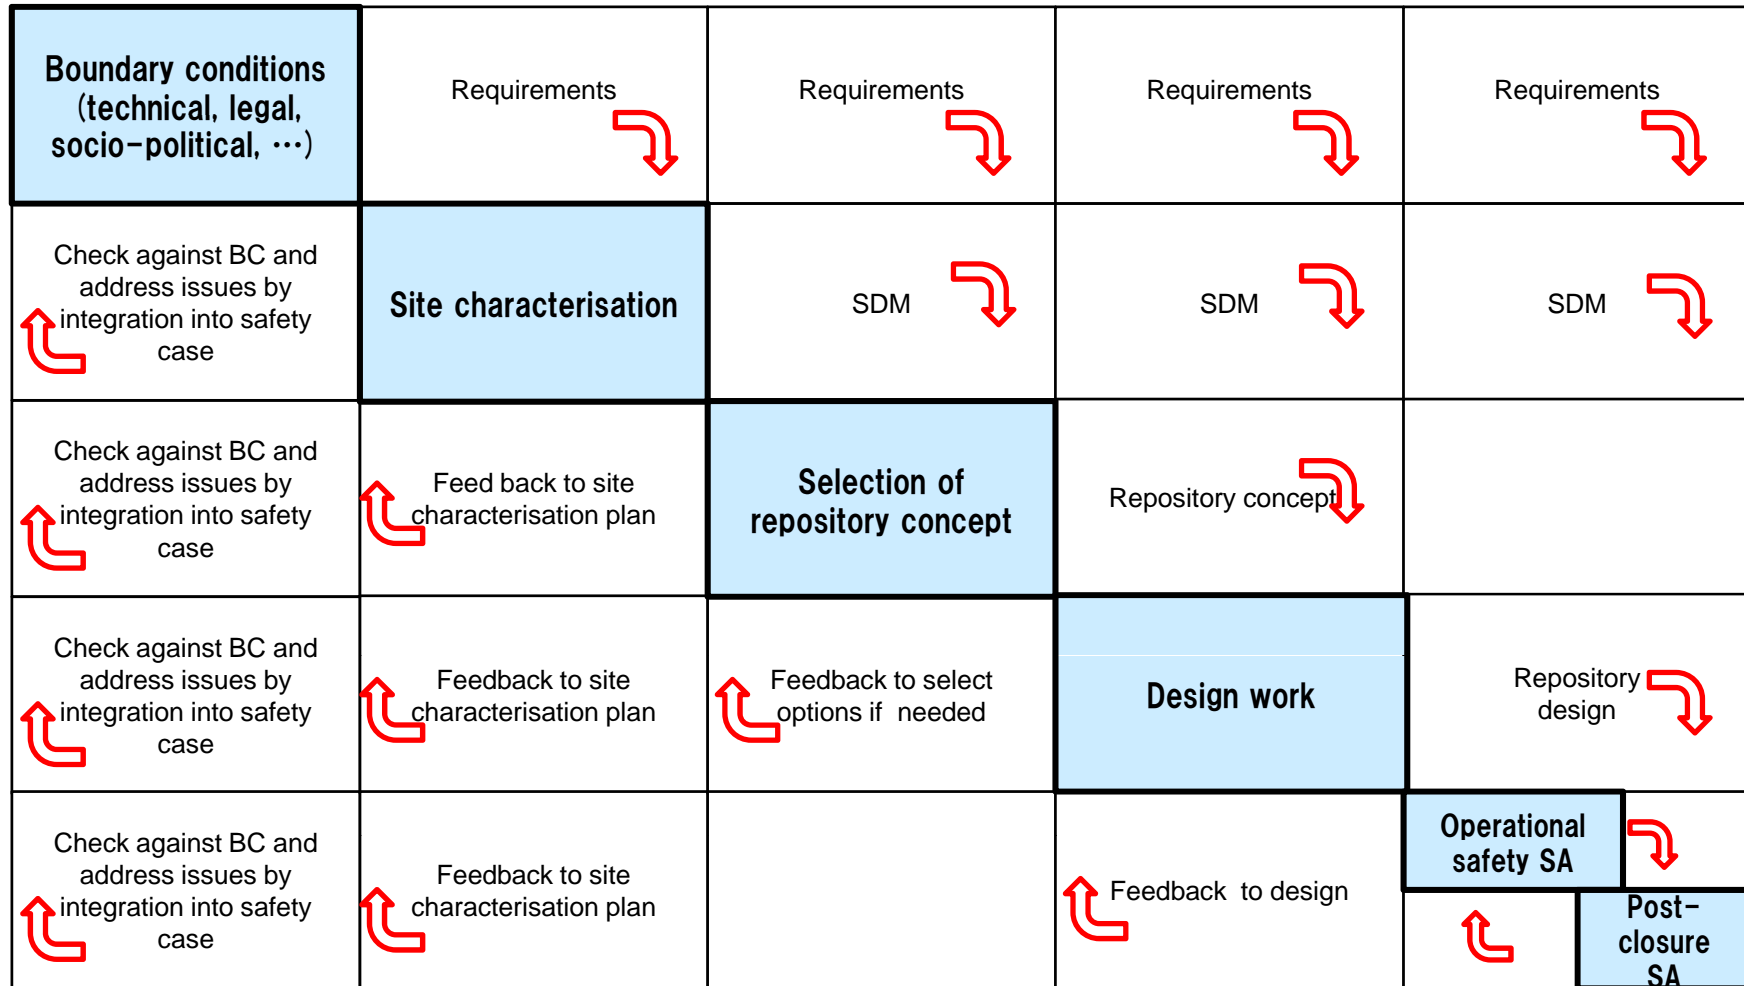 Boundary conditions
(technical, legal,
socio-political, …)
Requirements
Requirements
Requirements
Requirements
Check against BC and
address issues by
integration into safety
case
Site characterisation
SDM
SDM
SDM
Check against BC and
address issues by
integration into safety
case
Feed back to site
characterisation plan
Selection of
repository concept
Repository concept
Check against BC and
address issues by
integration into safety
case
Feedback to site
characterisation plan
Feedback to select
options if needed
Design work
Repository
design
Check against BC and
address issues by
integration into safety
case
Feedback to site
characterisation plan
Feedback to design
Operational
safety SA
Post-
closure
SA